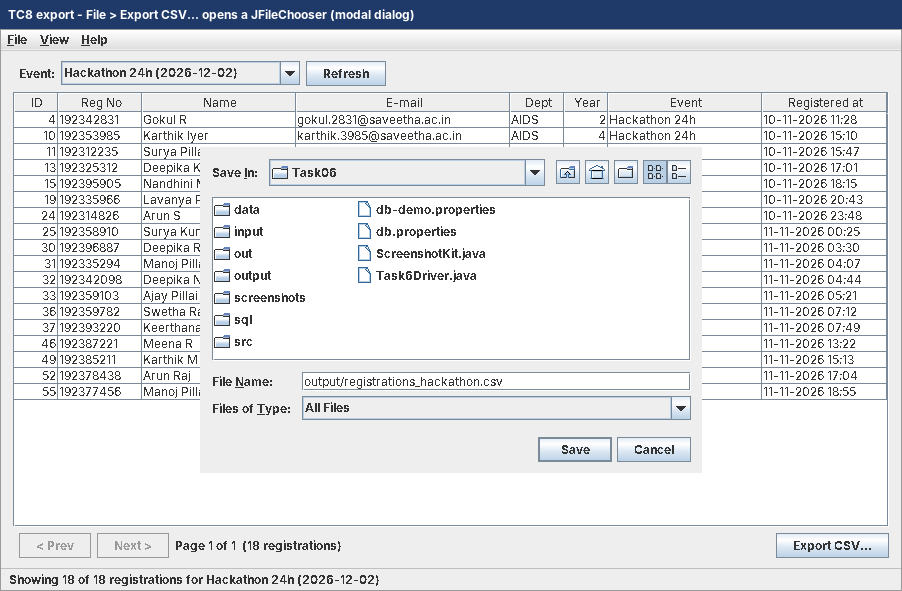 TC8 export - File > Export CSV... opens a JFileChooser (modal dialog)
File View Help
Event: Hackathon 24h (2026-12-02) Refresh
ID Reg No Name E-mail Dept Year Event Registered at
4 192342831 Gokul R gokul.2831@saveetha.ac.in AIDS 2 Hackathon 24h 10-11-2026 11:28
10 192353985 Karthik Iyer karthik.3985@saveetha.ac.in AIDS 4 Hackathon 24h 10-11-2026 15:10
11 192312235 Surya Pilla 10-11-2026 15:47
13 192325312 Deepika K 10-11-2026 17:01
15 192395905 Nandhini 10-11-2026 18:15
19 192335966 Lavanya 10-11-2026 20:43
24 192314826 Arun S 10-11-2026 23:48
25 192358910 Surya Kur 11-11-2026 00:25
30 192396887 Deepika R 11-11-2026 03:30
31 192335294 Manoj Pilla 11-11-2026 04:07
32 192342098 Deepika N 11-11-2026 04:44
33 192359103 Ajay Pillai 11-11-2026 05:21
36 192359782 Swetha Ra 11-11-2026 07:12
37 192393220 Keerthana 11-11-2026 07:49
46 192387221 Meena R 11-11-2026 13:22
49 192385211 Karthik M 11-11-2026 15:13
52 192378438 Arun Raj 11-11-2026 17:04
55 192377456 Manoj Pilla 11-11-2026 18:55
Save In: Task06
data db-demo.properties
input db.properties
out ScreenshotKit.java
output Task6Driver.java
screenshots
sql
src
File Name: output/registrations_hackathon.csv
Files of Type: All Files
Save Cancel
< Prev Next > Page 1 of 1 (18 registrations) Export CSV...
Showing 18 of 18 registrations for Hackathon 24h (2026-12-02)